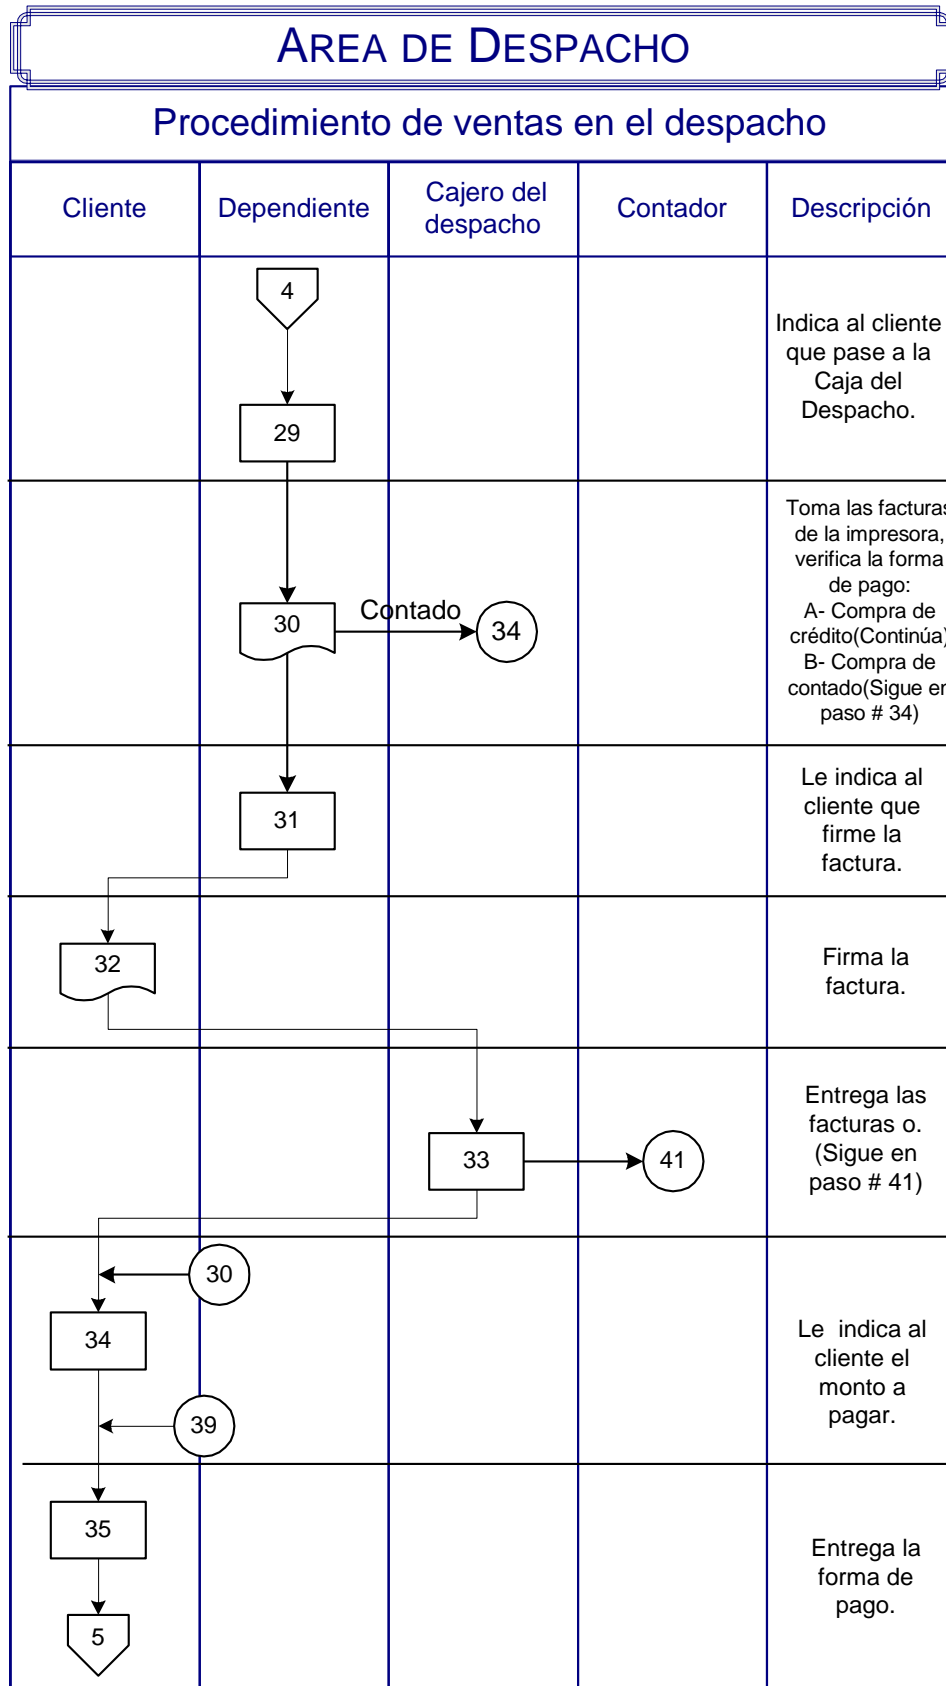 AREA DE DESPACHO
Procedimiento de ventas en el despacho
Cliente
Dependiente
Cajero del
despacho
Contador
Descripción
4
29
Indica al cliente
que pase a la
Caja del
Despacho.
30
Contado
34
Toma las facturas
de la impresora,
verifica la forma
de pago:
A- Compra de
crédito(Continúa)
B- Compra de
contado(Sigue en
paso # 34)
31
Le indica al
cliente que
firme la
factura.
32
Firma la
factura.
33
41
Entrega las
facturas o.
(Sigue en
paso # 41)
30
34
39
Le indica al
cliente el
monto a
pagar.
35
5
Entrega la
forma de
pago.